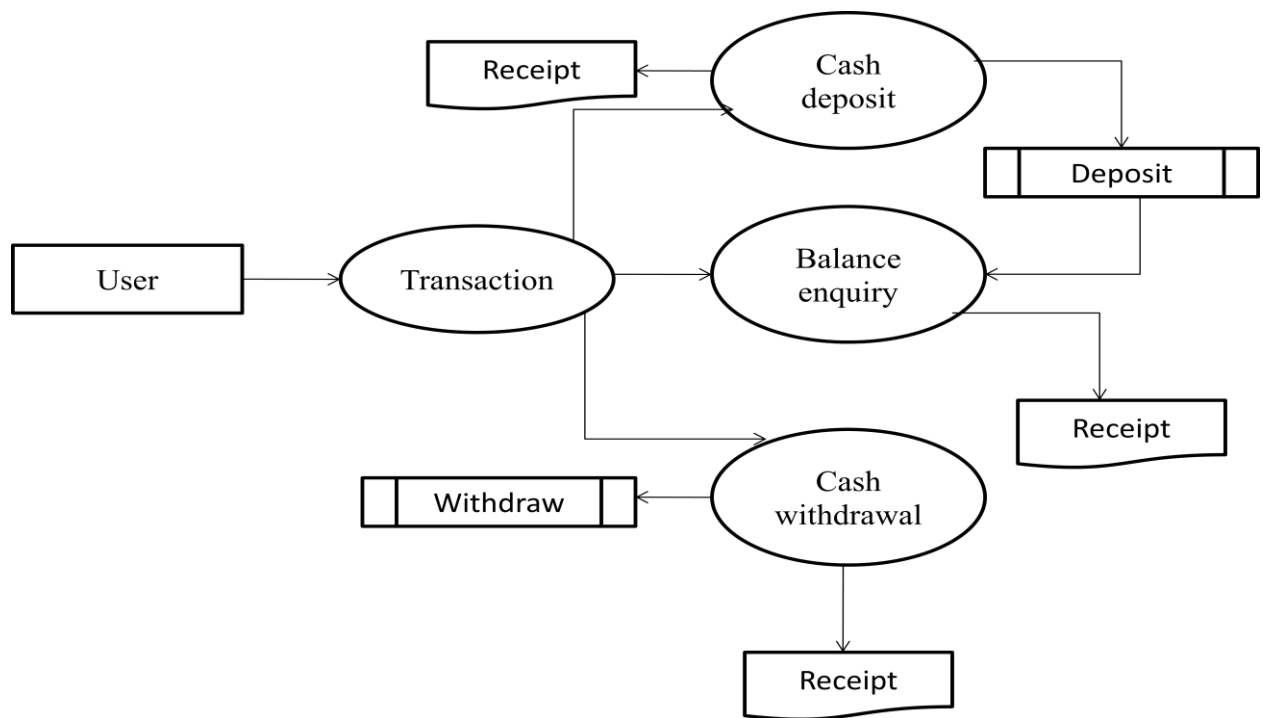 Receipt
Cash
deposit
Deposit
User
Transaction
Balance
enquiry
Receipt
Withdraw
Cash
withdrawal
Receipt